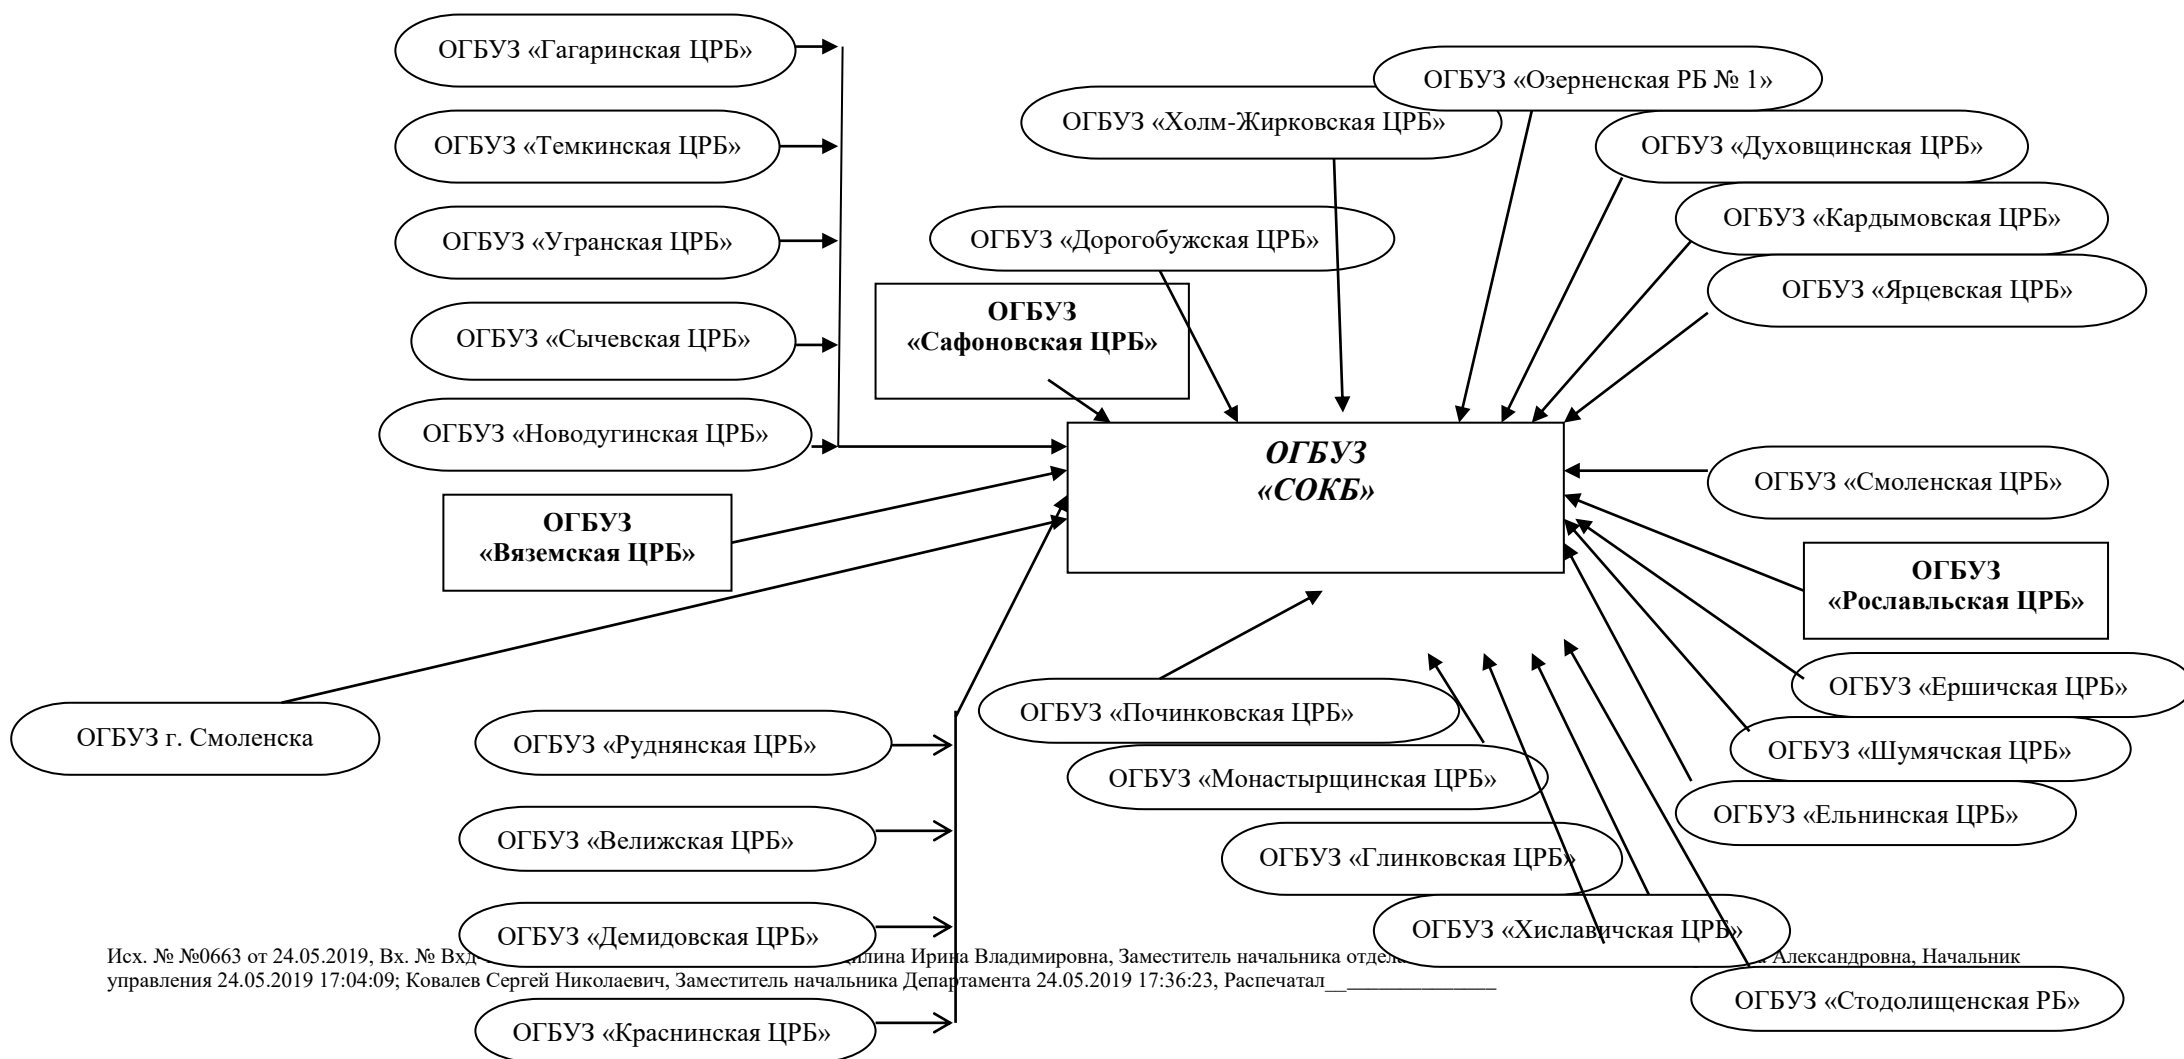 ОГБУЗ «Гагаринская ЦРБ»
ОГБУЗ «Темкинская ЦРБ»
ОГБУЗ «Угранская ЦРБ»
ОГБУЗ «Сычевская ЦРБ»
ОГБУЗ «Новодугинская ЦРБ»
ОГБУЗ
«Вяземская ЦРБ»
ОГБУЗ г. Смоленска
ОГБУЗ «Озерненская РБ № 1»
ОГБУЗ «Холм-Жирковская ЦРБ»
ОГБУЗ «Духовщинская ЦРБ»
ОГБУЗ «Кардымовская ЦРБ»
ОГБУЗ «Дорогобужская ЦРБ»
ОГБУЗ «Ярцевская ЦРБ»
ОГБУЗ
«Сафоновская ЦРБ»
ОГБУЗ
«СОКБ»
ОГБУЗ «Смоленская ЦРБ»
ОГБУЗ
«Рославльская ЦРБ»
ОГБУЗ «Ершичская ЦРБ»
ОГБУЗ «Шумячская ЦРБ»
ОГБУЗ «Ельнинская ЦРБ»
ОГБУЗ «Починковская ЦРБ»
ОГБУЗ «Монастырщинская ЦРБ»
ОГБУЗ «Глинковская ЦРБ»
ОГБУЗ «Хиславичская ЦРБ»
ОГБУЗ «Стодолищенская РБ»
ОГБУЗ «Руднянская ЦРБ»
ОГБУЗ «Велижская ЦРБ»
ОГБУЗ «Демидовская ЦРБ»
ОГБУЗ «Краснинская ЦРБ»
Исх. № №0663 от 24.05.2019, Вх. № Ирина Владимировна, Заместитель начальника Александровна, Начальник
управления 24.05.2019 17:04:09; Ковалев Сергей Николаевич, Заместитель начальника Департамента 24.05.2019 17:36:23, Распечатал________________